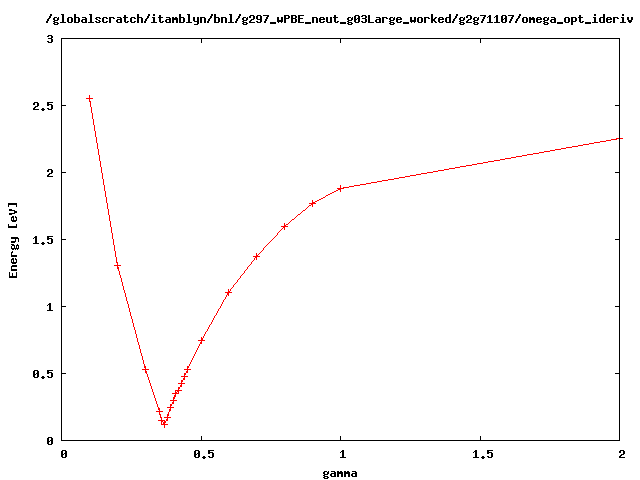 /globalscratch/itamblyn/bnl/g297_wPBE_neut_g03Large_worked/g2g71107/omega_opt_ideriv
3
2.5
2
1.5
1
0.5
0
Energy [eV]
0 0.5 1 1.5 2
gamma